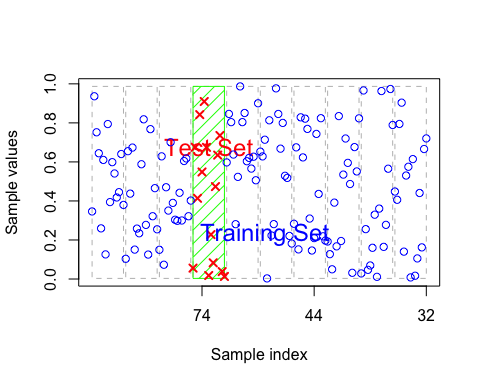 Sample values
0.0 0.2 0.4 0.6 0.8 1.0
Test Set
Training Set
74 44 32
Sample index